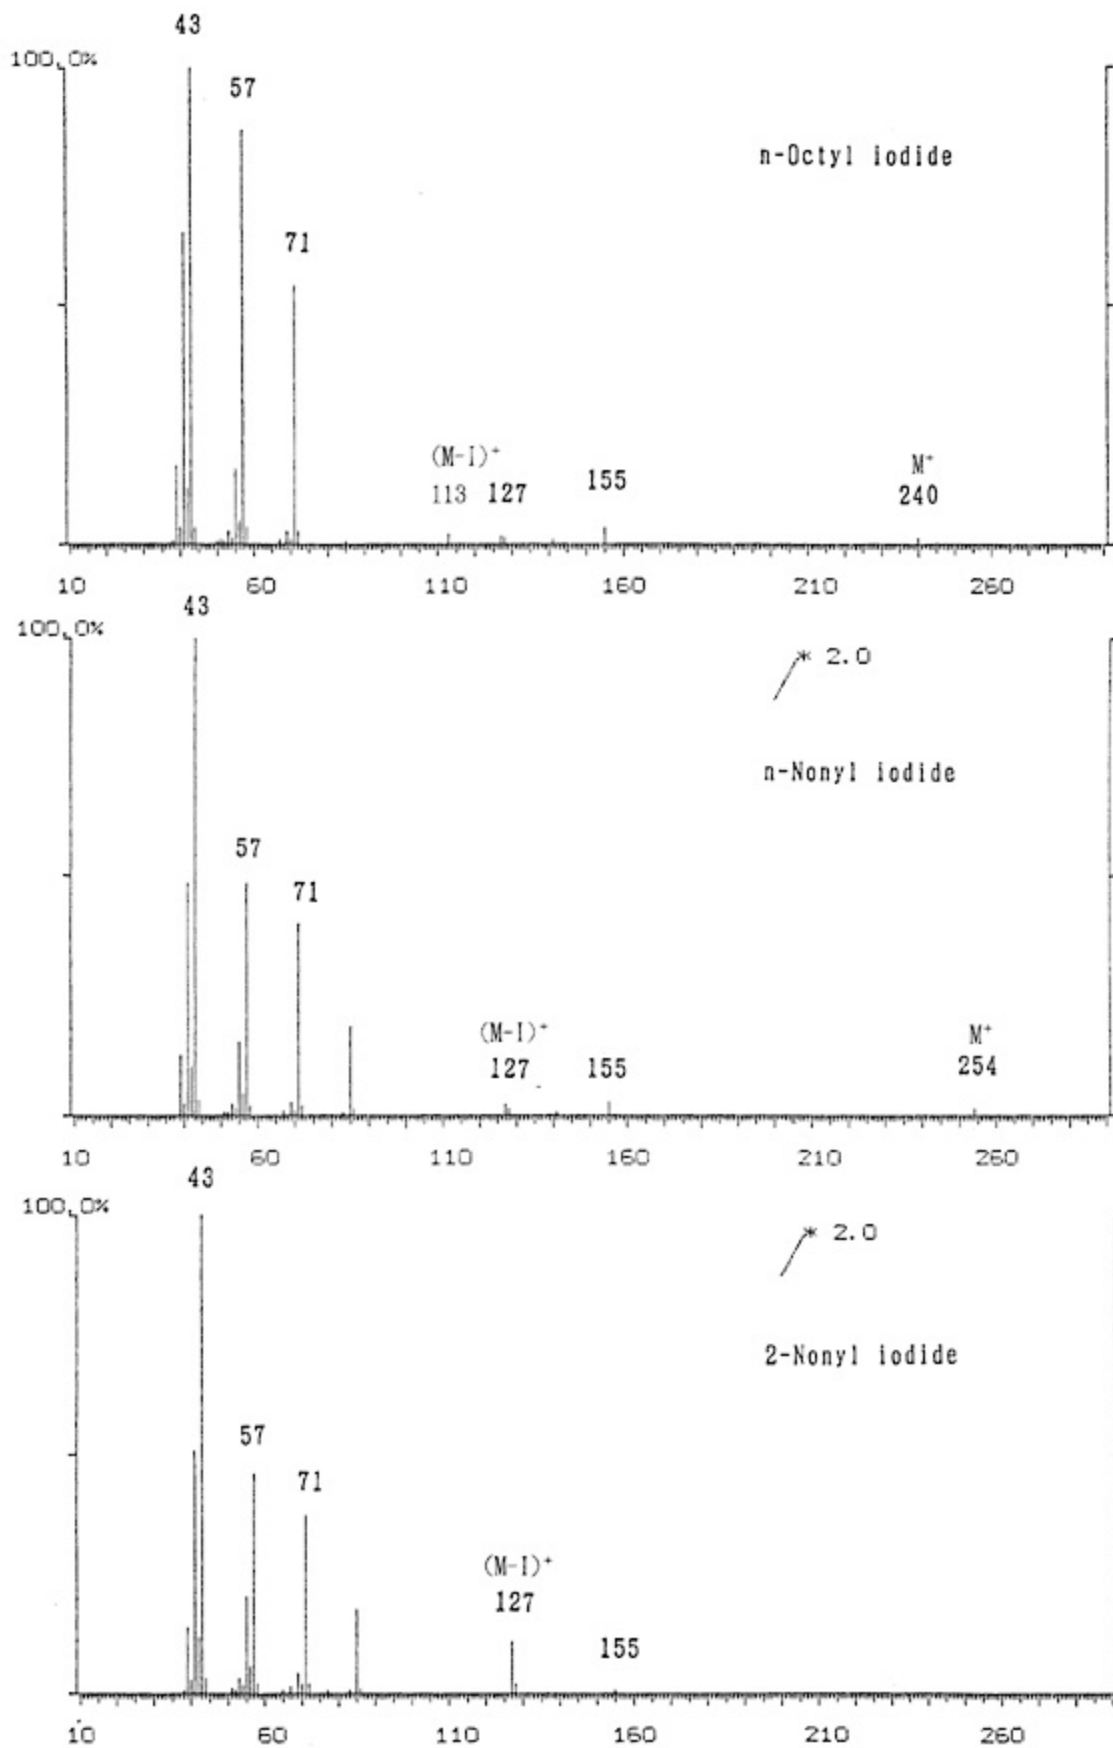 43
100.0%
57
n-Octyl iodide
71
(M-I)⁺
113 127 155
M⁺
240
10 60 110 160 210 260
43
100.0%
* 2.0
n-Nonyl iodide
57
71
(M-I)⁺
127 155
M⁺
254
10 60 110 160 210 260
43
100.0%
* 2.0
2-Nonyl iodide
57
71
(M-I)⁺
127
155
10 60 110 160 210 260